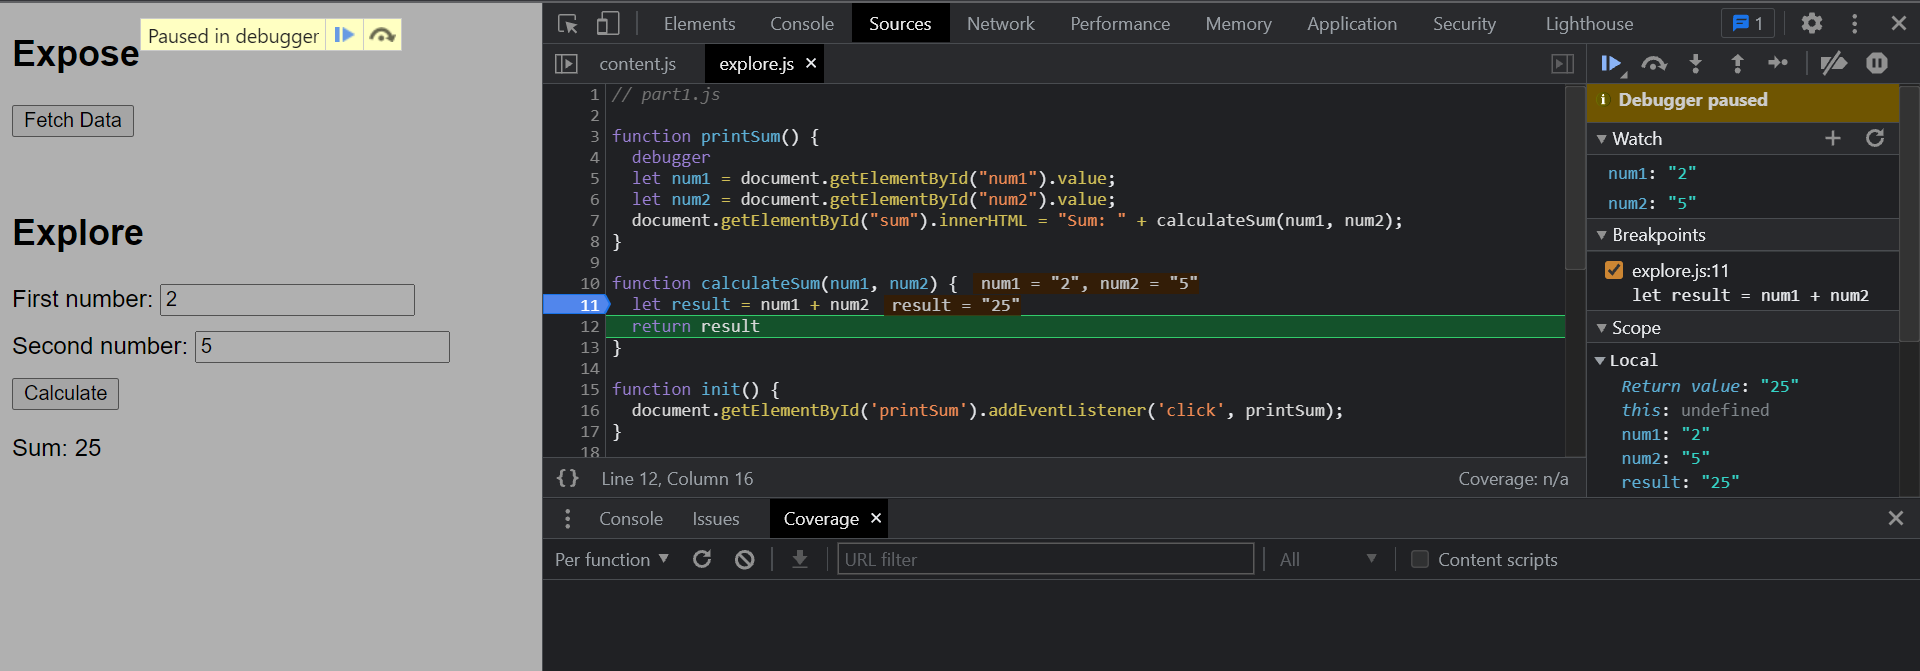 Expose
Paused in debugger
Fetch Data
Explore
First number: 2
Second number: 5
Calculate
Sum: 25
Elements Console Sources Network Performance Memory Application Security Lighthouse 1
content.js explore.js ×
1 // part1.js
2
3 function printSum() {
4 debugger
5 let num1 = document.getElementById("num1").value;
6 let num2 = document.getElementById("num2").value;
7 document.getElementById("sum").innerHTML = "Sum: " + calculateSum(num1, num2);
8 }
9
10 function calculateSum(num1, num2) { num1 = "2", num2 = "5"
11 let result = num1 + num2 result = "25"
12 return result
13 }
14
15 function init() {
16 document.getElementById('printSum').addEventListener('click', printSum);
17 }
18
{} Line 12, Column 16 Coverage: n/a
Debugger paused
Watch
num1: "2"
num2: "5"
Breakpoints
explore.js:11
let result = num1 + num2
Scope
Local
Return value: "25"
this: undefined
num1: "2"
num2: "5"
result: "25"
Console Issues Coverage ×
Per function URL filter All Content scripts